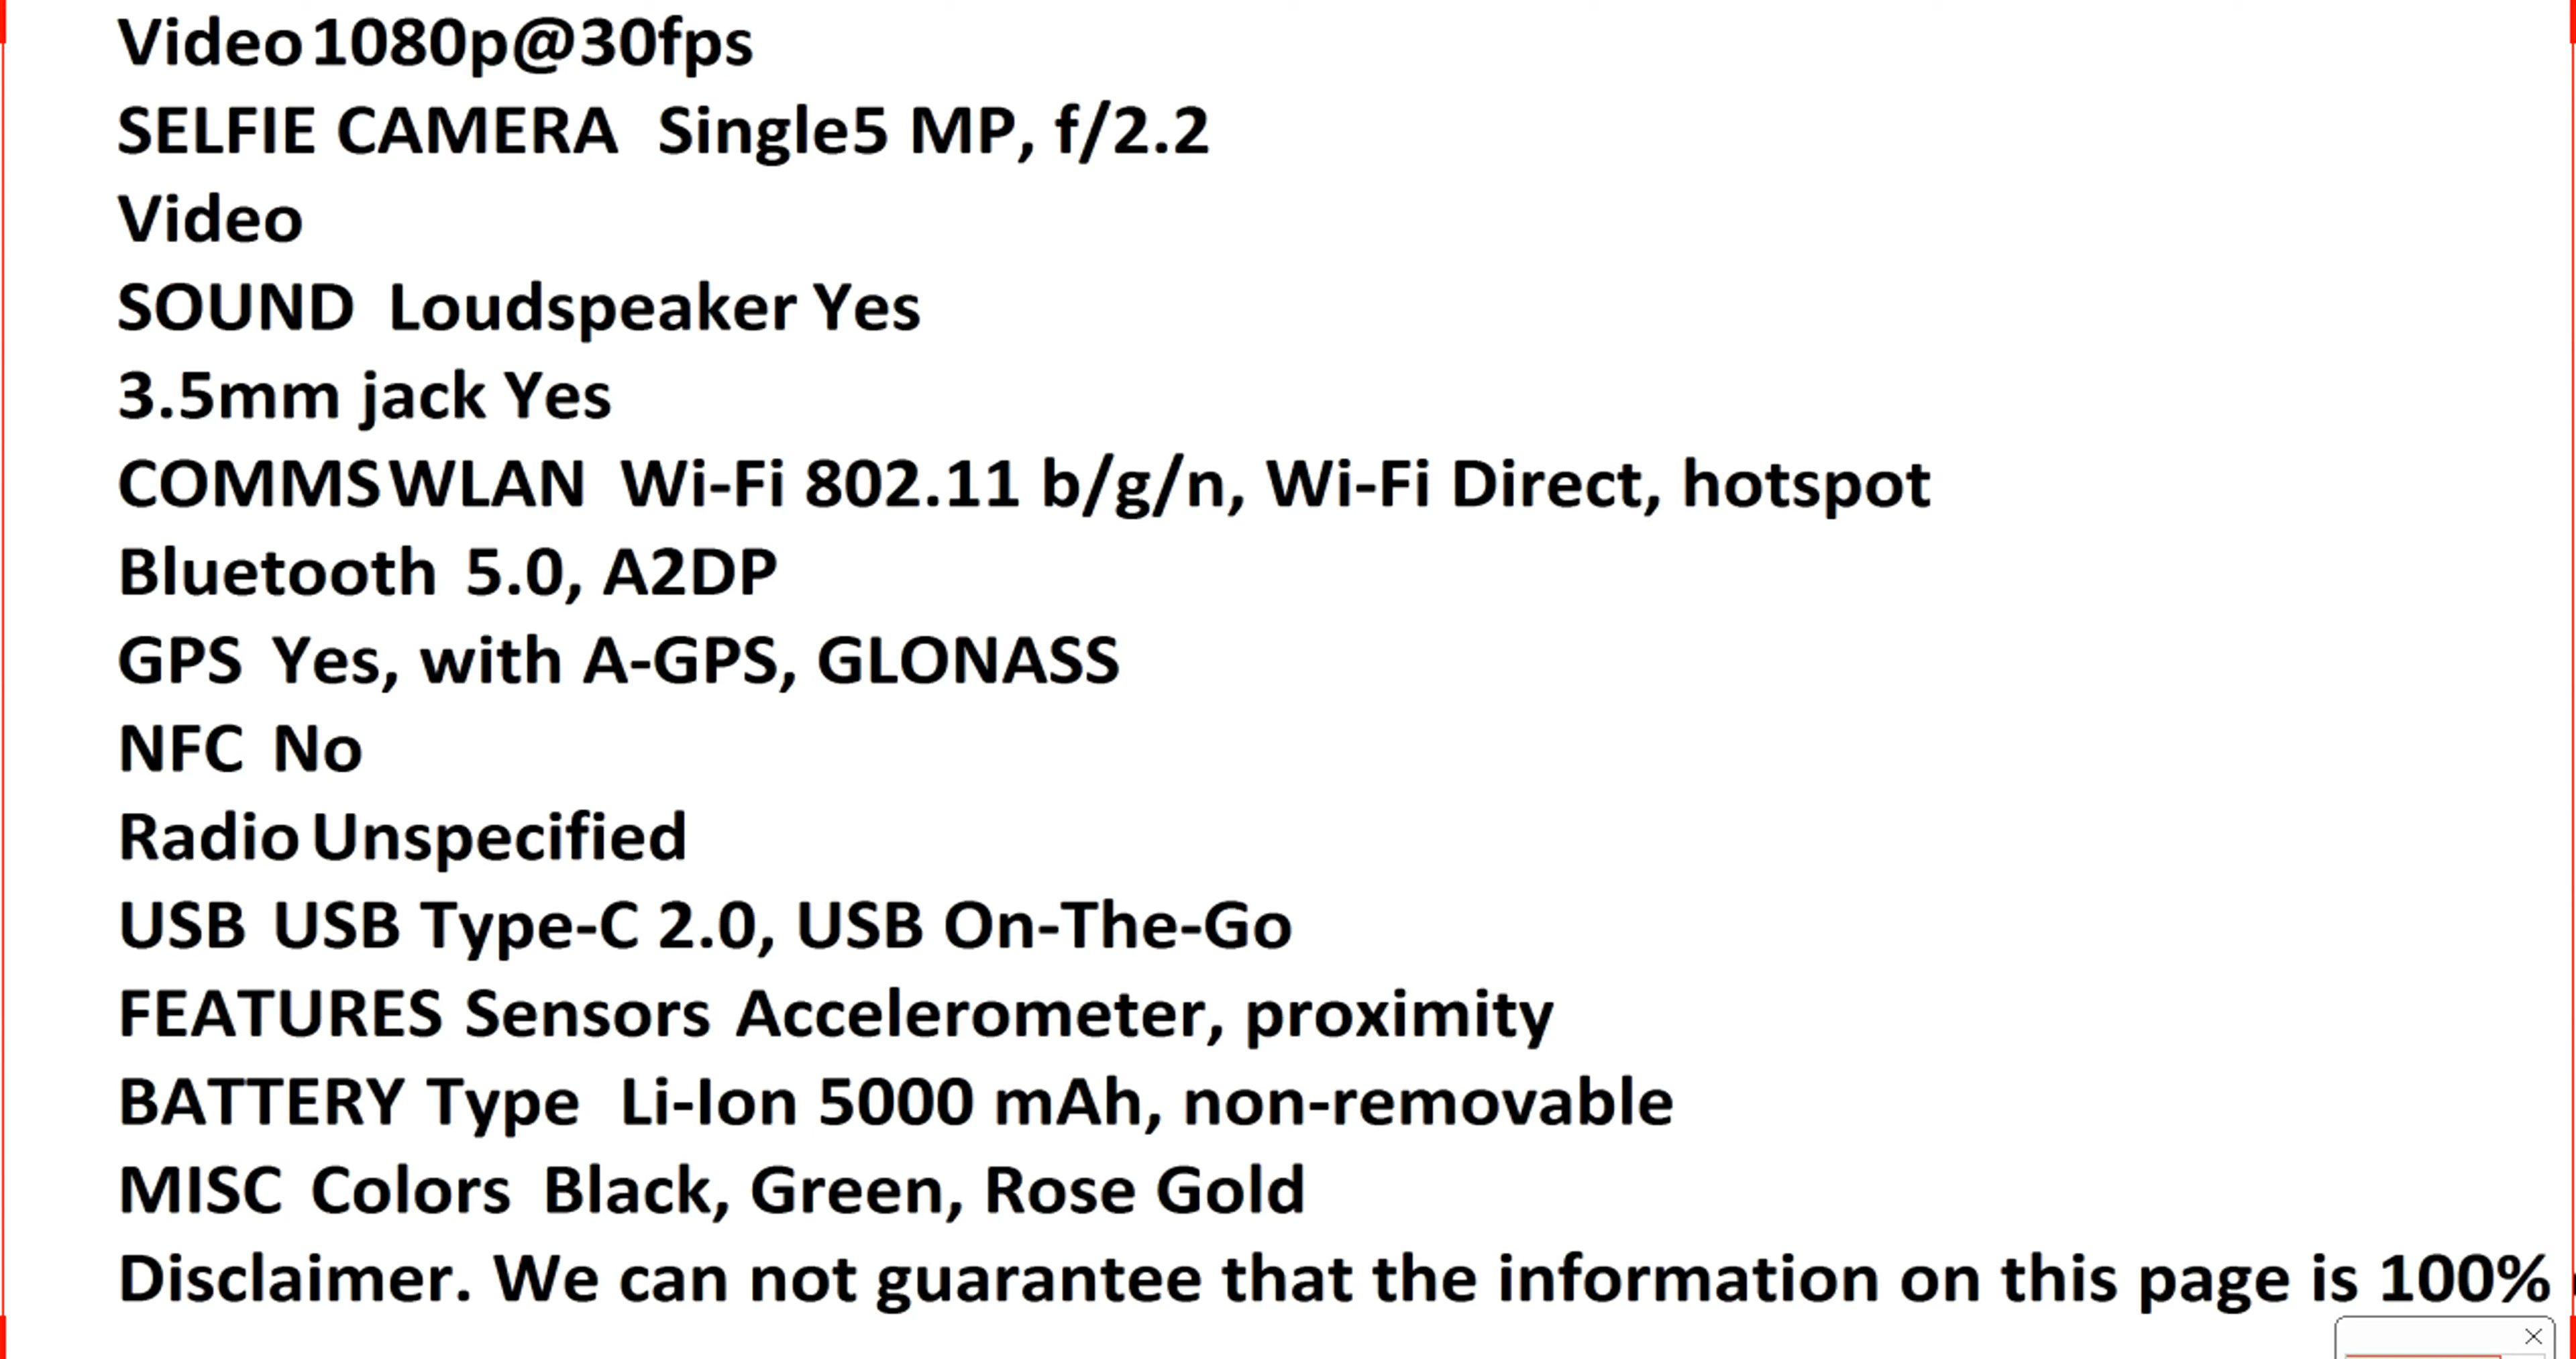 Video 1080p@30fps
SELFIE CAMERA Single5 MP, f/2.2
Video
SOUND Loudspeaker Yes
3.5mm jack Yes
COMMS WLAN Wi-Fi 802.11 b/g/n, Wi-Fi Direct, hotspot
Bluetooth 5.0, A2DP
GPS Yes, with A-GPS, GLONASS
NFC No
Radio Unspecified
USB USB Type-C 2.0, USB On-The-Go
FEATURES Sensors Accelerometer, proximity
BATTERY Type Li-Ion 5000 mAh, non-removable
MISC Colors Black, Green, Rose Gold
Disclaimer. We can not guarantee that the information on this page is 100%